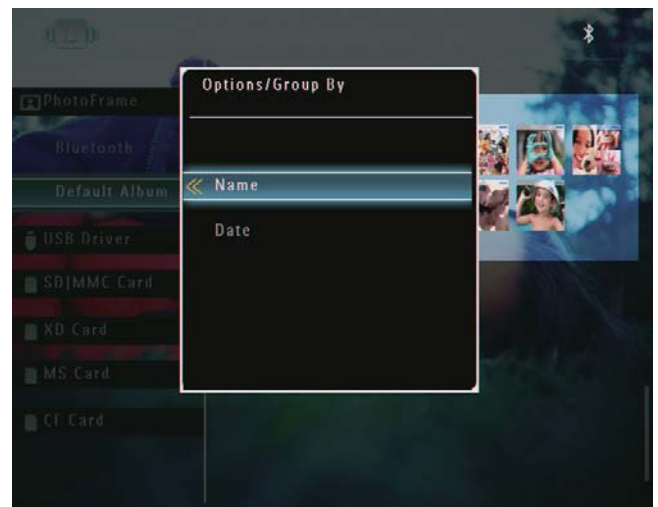 Options/Group By
PhotoFrame
Bluetooth
Default Album
Name
USB Driver
Date
SD|MMC Card
XD Card
MS Card
CF Card